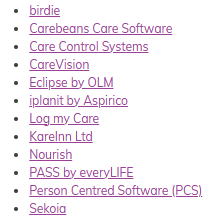 birdie
Carebeans Care Software
Care Control Systems
CareVision
Eclipse by OLM
iplanit by Aspirico
Log my Care
KareInn Ltd
Nourish
PASS by everyLIFE
Person Centred Software (PCS)
Sekoia